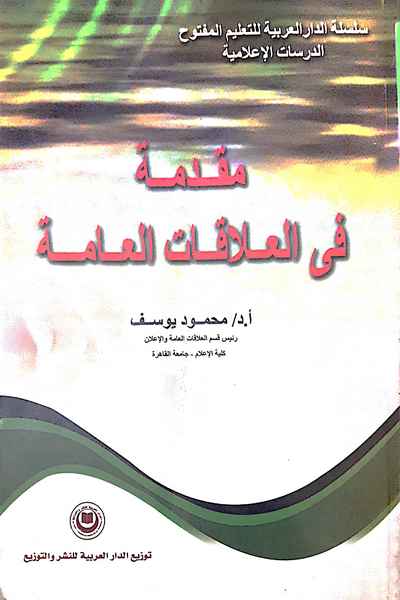 سلسلة الدار العربية للتعليم المفتوح
الدرسات الإعلامية
مقدمة
فى العلاقات العامة
أ.د/ محمود يوسف
رئيس قسم العلاقات العامة والإعلان
كلية الإعلام ، جامعة القاهرة
توزيع الدار العربية للنشر والتوزيع